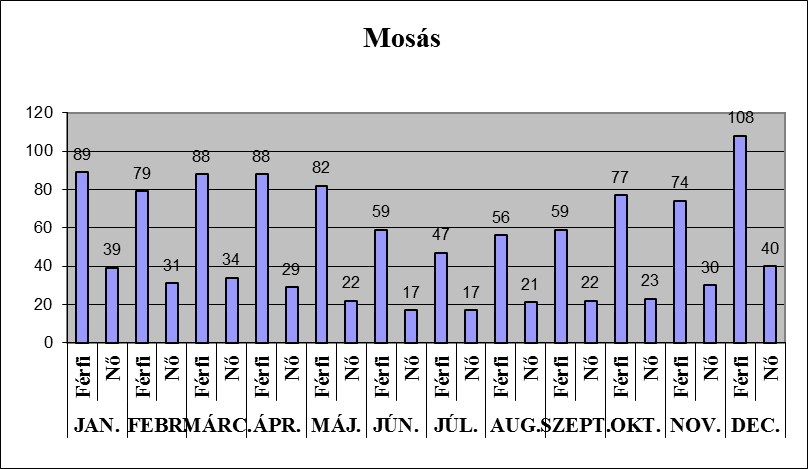 Mosás
120
100
80
60
40
20
0
89 39 79 31 88 34 88 29 82 22 59 17 47 17 56 21 59 22 77 23 74 30 108 40
Férfi Nő Férfi Nő Férfi Nő Férfi Nő Férfi Nő Férfi Nő Férfi Nő Férfi Nő Férfi Nő Férfi Nő Férfi Nő Férfi Nő
JAN. FEBR. MÁRC. ÁPR. MÁJ. JÚN. JÚL. AUG. SZEPT. OKT. NOV. DEC.